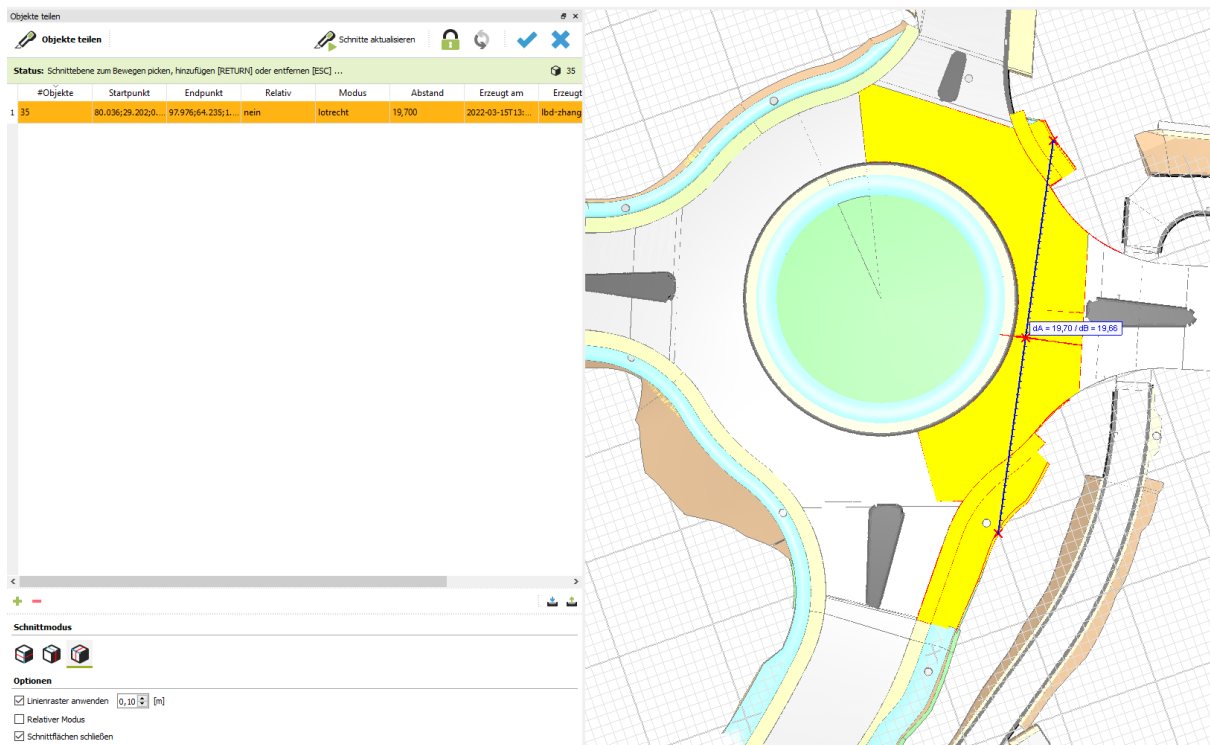 Objekte teilen
Objekte teilen
Schnitte aktualisieren
Status: Schnittebene zum Bewegen picken, hinzufügen [RETURN] oder entfernen [ESC] ...
35
#Objekte Startpunkt Endpunkt Relativ Modus Abstand Erzeugt am Erzeugt
1 35 80.036;29.202;0... 97.976;64.235;1... nein lotrecht 19,700 2022-03-15T13:... lbd-zhang
dA = 19,70 / dB = 19,66
Schnittmodus
Optionen
Linienraster anwenden 0,10 [m]
Relativer Modus
Schnittflächen schließen